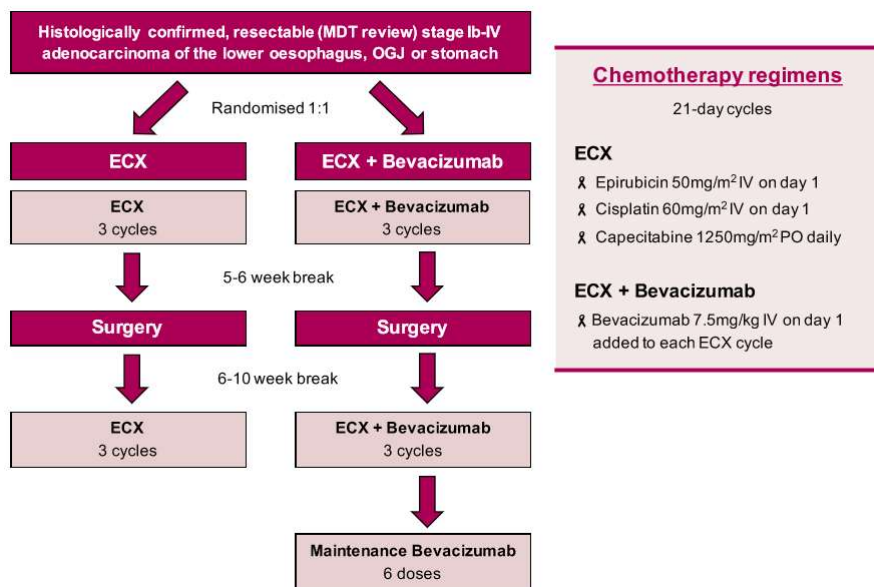 Histologically confirmed, resectable (MDT review) stage Ib-IV
adenocarcinoma of the lower oesophagus, OGJ or stomach
Randomised 1:1
ECX
ECX + Bevacizumab
ECX
3 cycles
ECX + Bevacizumab
3 cycles
5-6 week break
Surgery
Surgery
6-10 week break
ECX
3 cycles
ECX + Bevacizumab
3 cycles
Maintenance Bevacizumab
6 doses
Chemotherapy regimens
21-day cycles
ECX
Epirubicin 50mg/m² IV on day 1
Cisplatin 60mg/m² IV on day 1
Capecitabine 1250mg/m² PO daily
ECX + Bevacizumab
Bevacizumab 7.5mg/kg IV on day 1
added to each ECX cycle